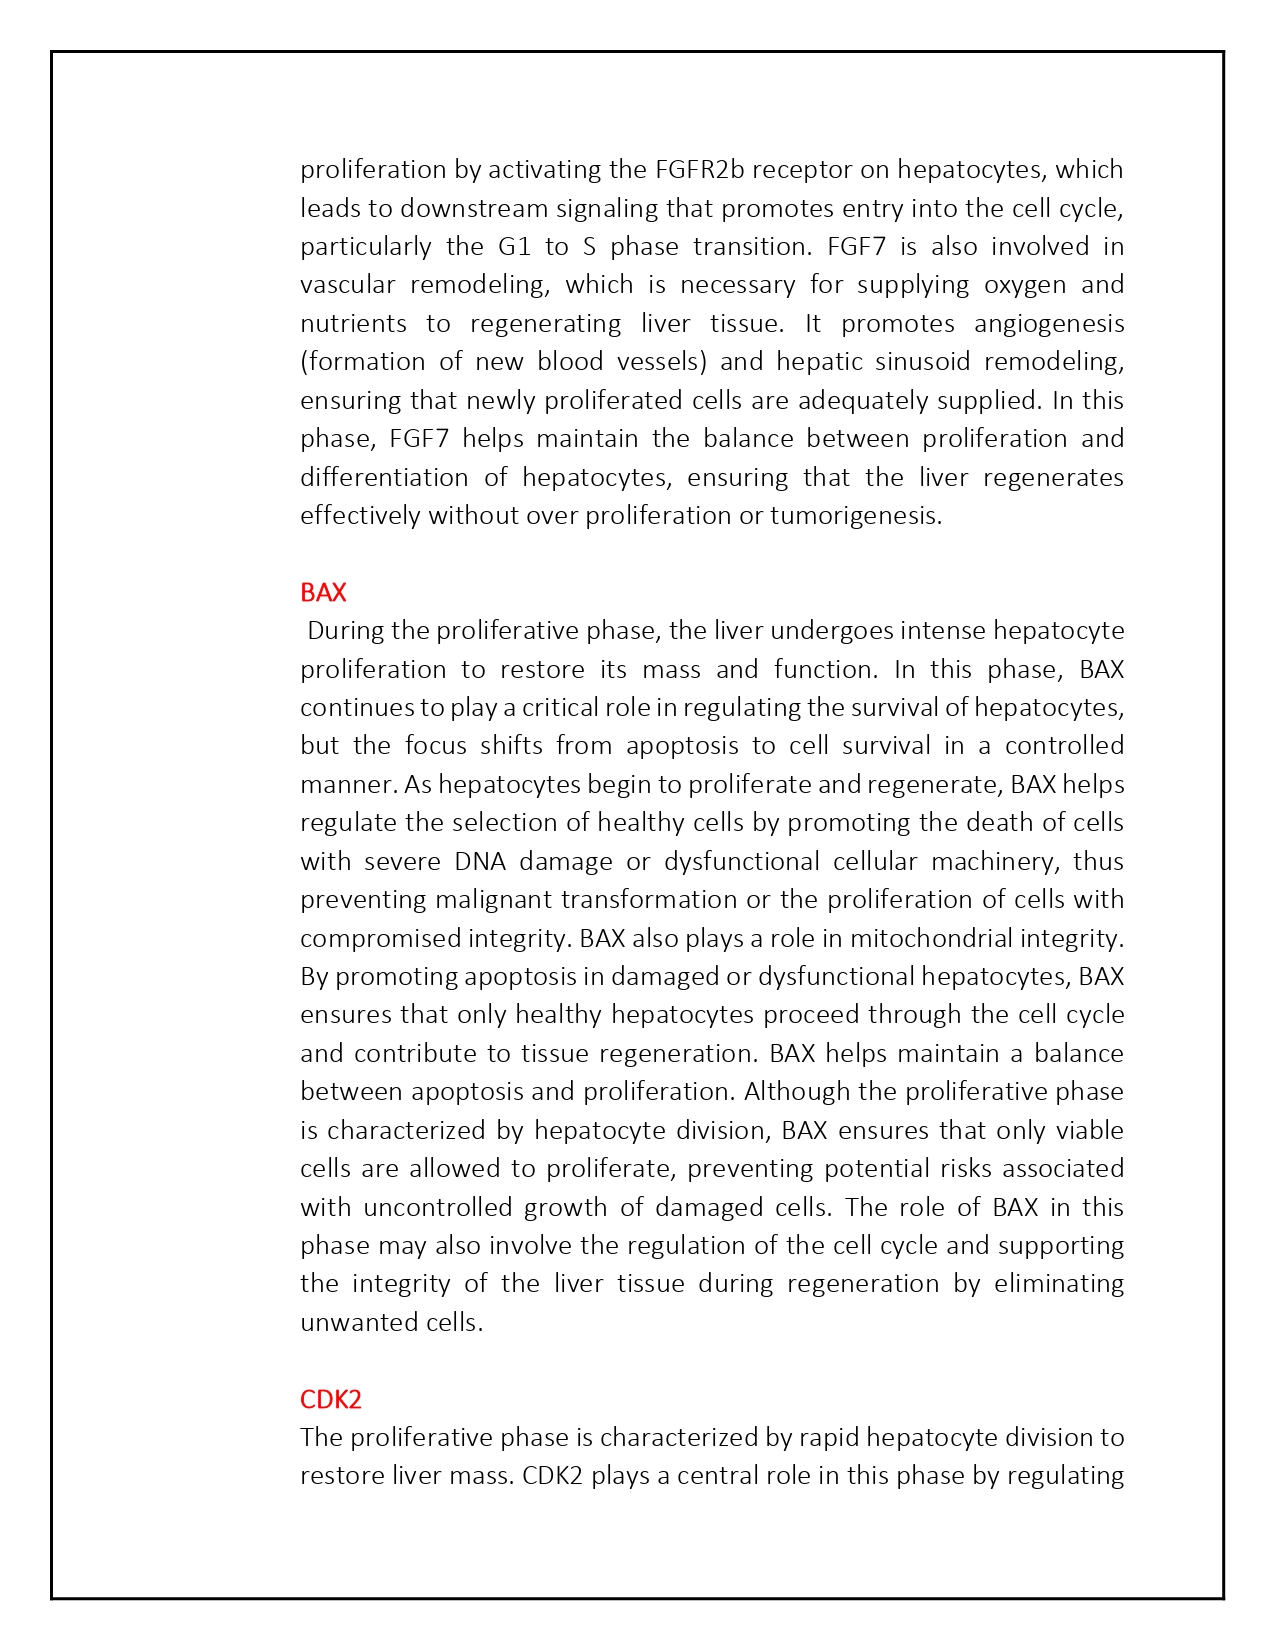 proliferation by activating the FGFR2b receptor on hepatocytes, which
leads to downstream signaling that promotes entry into the cell cycle,
particularly the G1 to S phase transition. FGF7 is also involved in
vascular remodeling, which is necessary for supplying oxygen and
nutrients to regenerating liver tissue. It promotes angiogenesis
(formation of new blood vessels) and hepatic sinusoid remodeling,
ensuring that newly proliferated cells are adequately supplied. In this
phase, FGF7 helps maintain the balance between proliferation and
differentiation of hepatocytes, ensuring that the liver regenerates
effectively without over proliferation or tumorigenesis.
BAX
During the proliferative phase, the liver undergoes intense hepatocyte
proliferation to restore its mass and function. In this phase, BAX
continues to play a critical role in regulating the survival of hepatocytes,
but the focus shifts from apoptosis to cell survival in a controlled
manner. As hepatocytes begin to proliferate and regenerate, BAX helps
regulate the selection of healthy cells by promoting the death of cells
with severe DNA damage or dysfunctional cellular machinery, thus
preventing malignant transformation or the proliferation of cells with
compromised integrity. BAX also plays a role in mitochondrial integrity.
By promoting apoptosis in damaged or dysfunctional hepatocytes, BAX
ensures that only healthy hepatocytes proceed through the cell cycle
and contribute to tissue regeneration. BAX helps maintain a balance
between apoptosis and proliferation. Although the proliferative phase
is characterized by hepatocyte division, BAX ensures that only viable
cells are allowed to proliferate, preventing potential risks associated
with uncontrolled growth of damaged cells. The role of BAX in this
phase may also involve the regulation of the cell cycle and supporting
the integrity of the liver tissue during regeneration by eliminating
unwanted cells.
CDK2
The proliferative phase is characterized by rapid hepatocyte division to
restore liver mass. CDK2 plays a central role in this phase by regulating